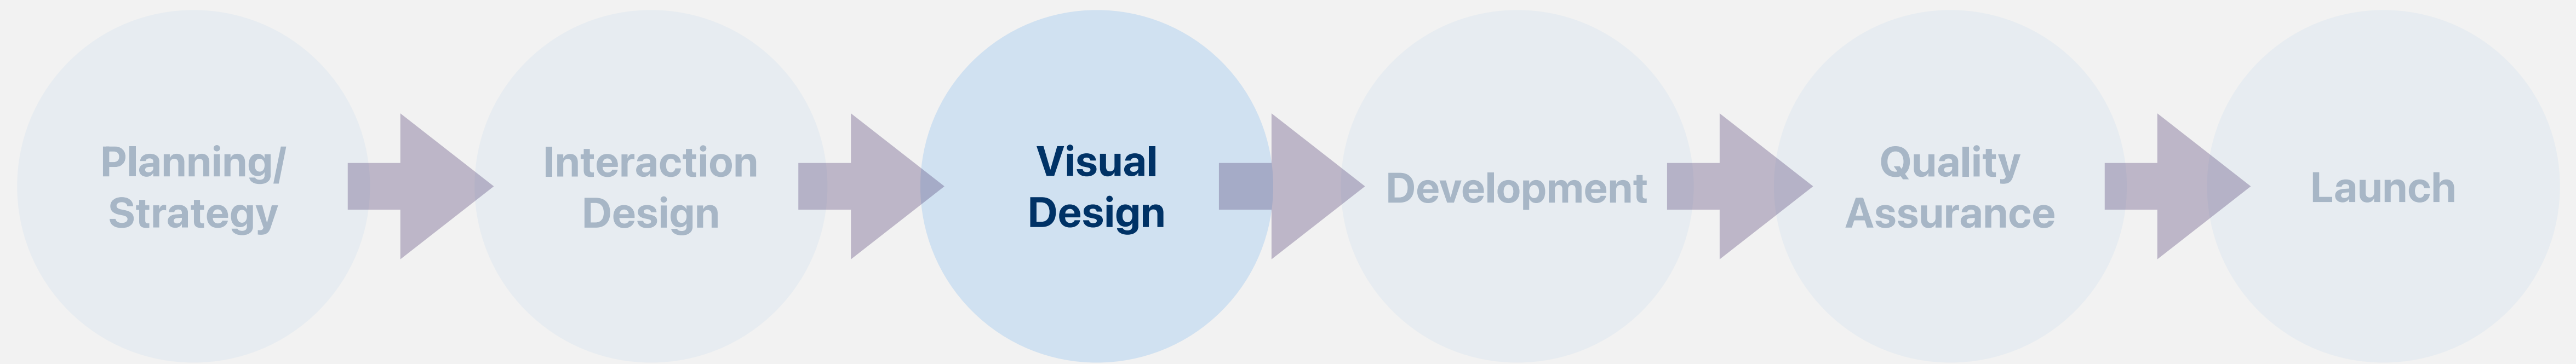 Planning/
Strategy
Interaction
Design
Visual
Design
Development
Quality
Assurance
Launch